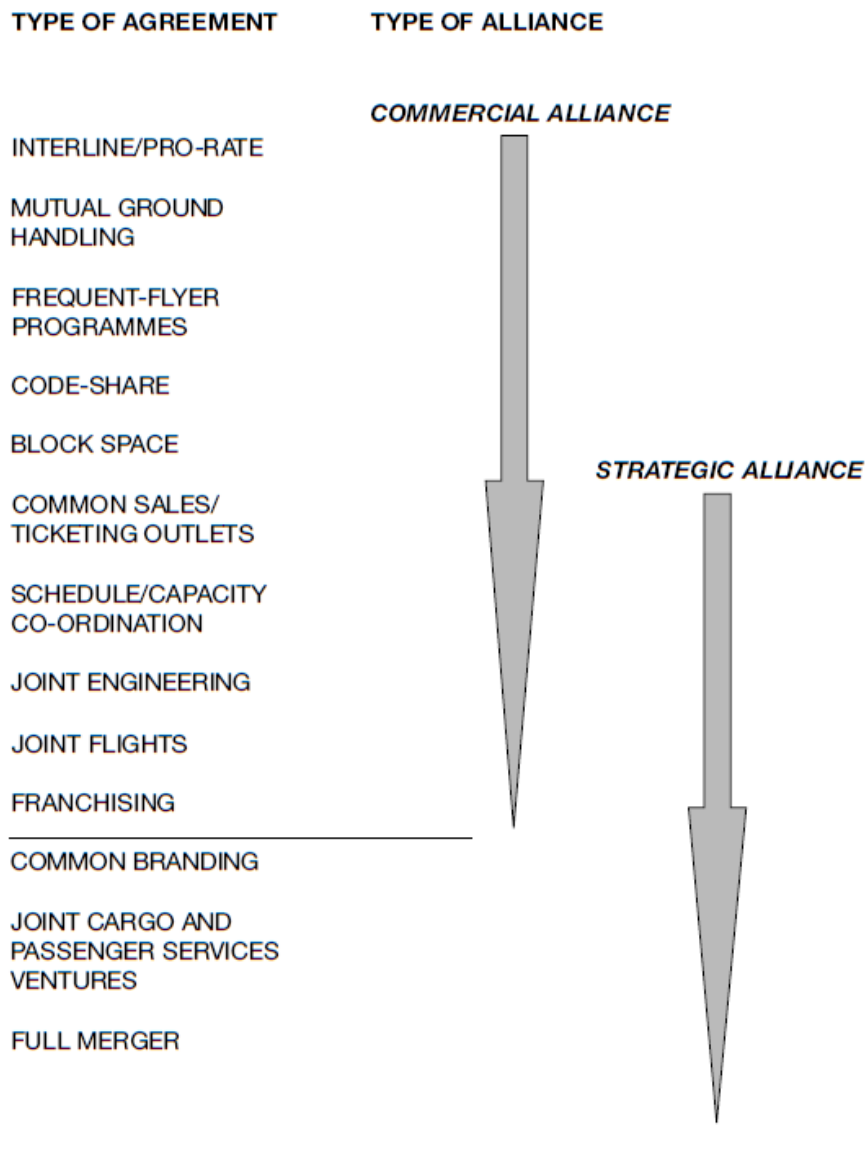 TYPE OF AGREEMENT
TYPE OF ALLIANCE
COMMERCIAL ALLIANCE
INTERLINE/PRO-RATE
MUTUAL GROUND
HANDLING
FREQUENT-FLYER
PROGRAMMES
CODE-SHARE
BLOCK SPACE
STRATEGIC ALLIANCE
COMMON SALES/
TICKETING OUTLETS
SCHEDULE/CAPACITY
CO-ORDINATION
JOINT ENGINEERING
JOINT FLIGHTS
FRANCHISING
COMMON BRANDING
JOINT CARGO AND
PASSENGER SERVICES
VENTURES
FULL MERGER